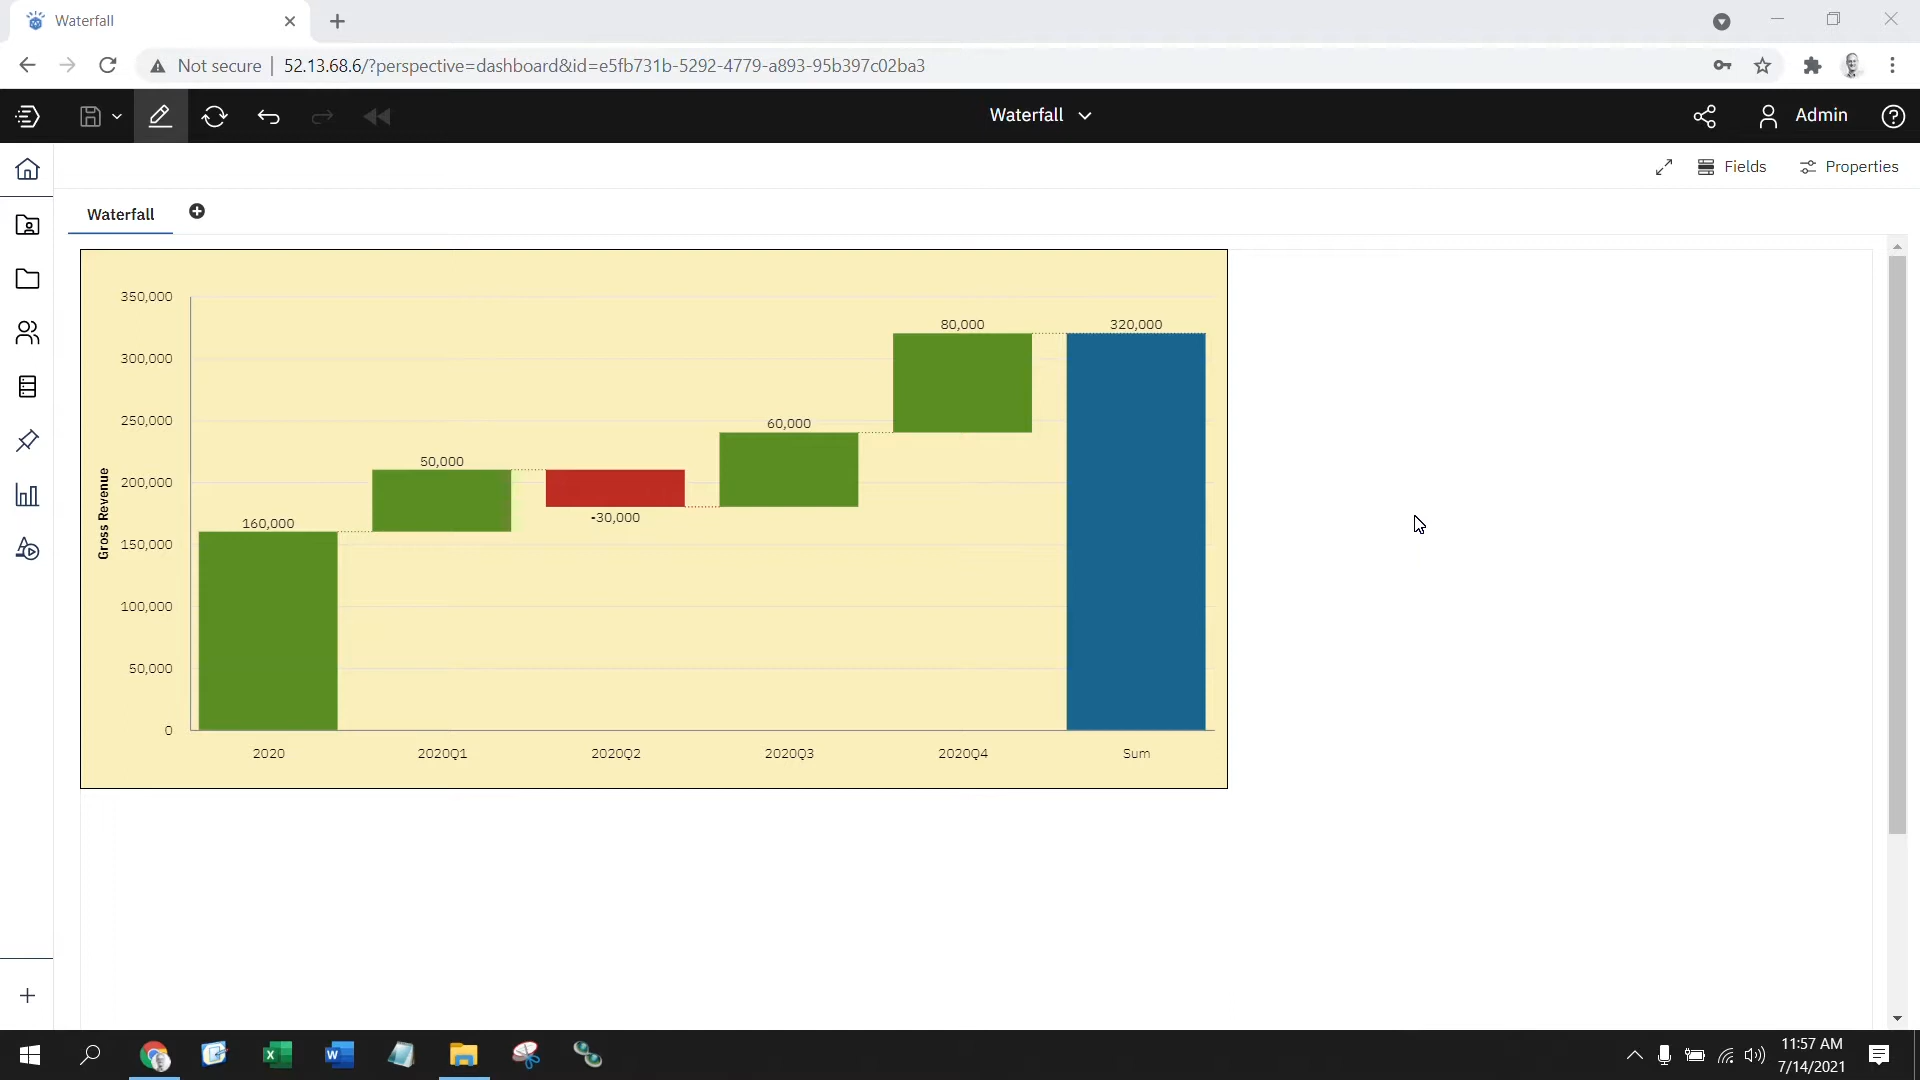 Waterfall
Not secure
52.13.68.6/?perspective=dashboard&id=e5fb731b-5292-4779-a893-95b397c02ba3
Waterfall
Admin
Fields
Properties
Waterfall
350,000
300,000
250,000
200,000
150,000
100,000
50,000
0
Gross Revenue
160,000
50,000
-30,000
60,000
80,000
320,000
2020
2020Q1
2020Q2
2020Q3
2020Q4
Sum
11:57 AM
7/14/2021